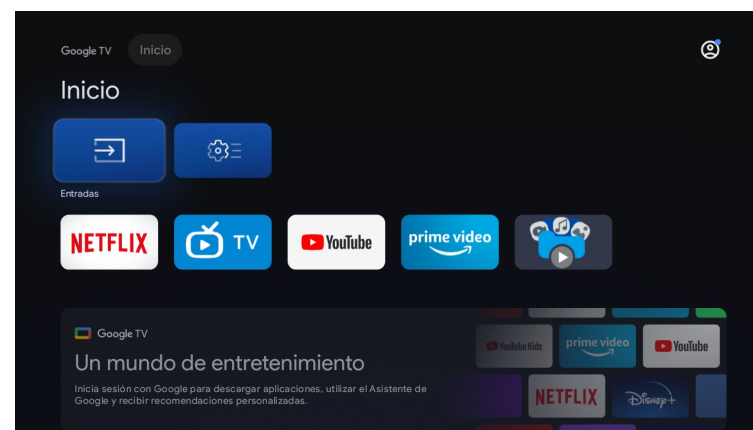 Google TV Inicio
Inicio
Entradas
NETFLIX TV YouTube prime video
Google TV
Un mundo de entretenimiento
Inicia sesión con Google para descargar aplicaciones, utilizar el Asistente de
Google y recibir recomendaciones personalizadas.
YouTube Kids prime video YouTube
NETFLIX Disney+